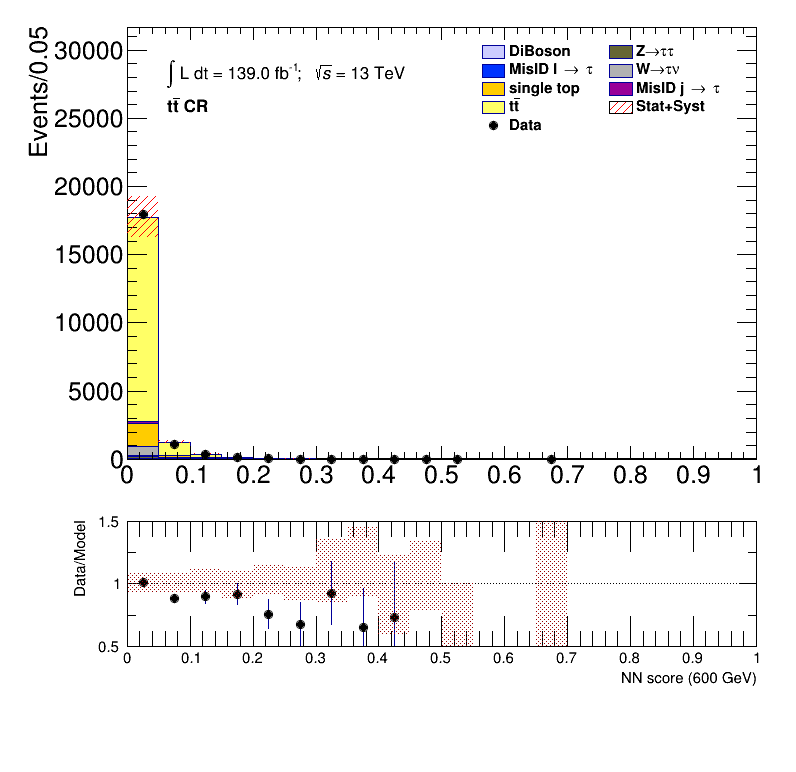 Events/0.05
30000
25000
20000
15000
10000
5000
0
∫ L dt = 139.0 fb⁻¹; √s = 13 TeV
tt̄ CR
DiBoson
MisID l → τ
single top
tt̄
Data
Z→ττ
W→τν
MisID j → τ
Stat+Syst
0 0.1 0.2 0.3 0.4 0.5 0.6 0.7 0.8 0.9 1
Data/Model
1.5
1
0.5
0 0.1 0.2 0.3 0.4 0.5 0.6 0.7 0.8 0.9 1
NN score (600 GeV)